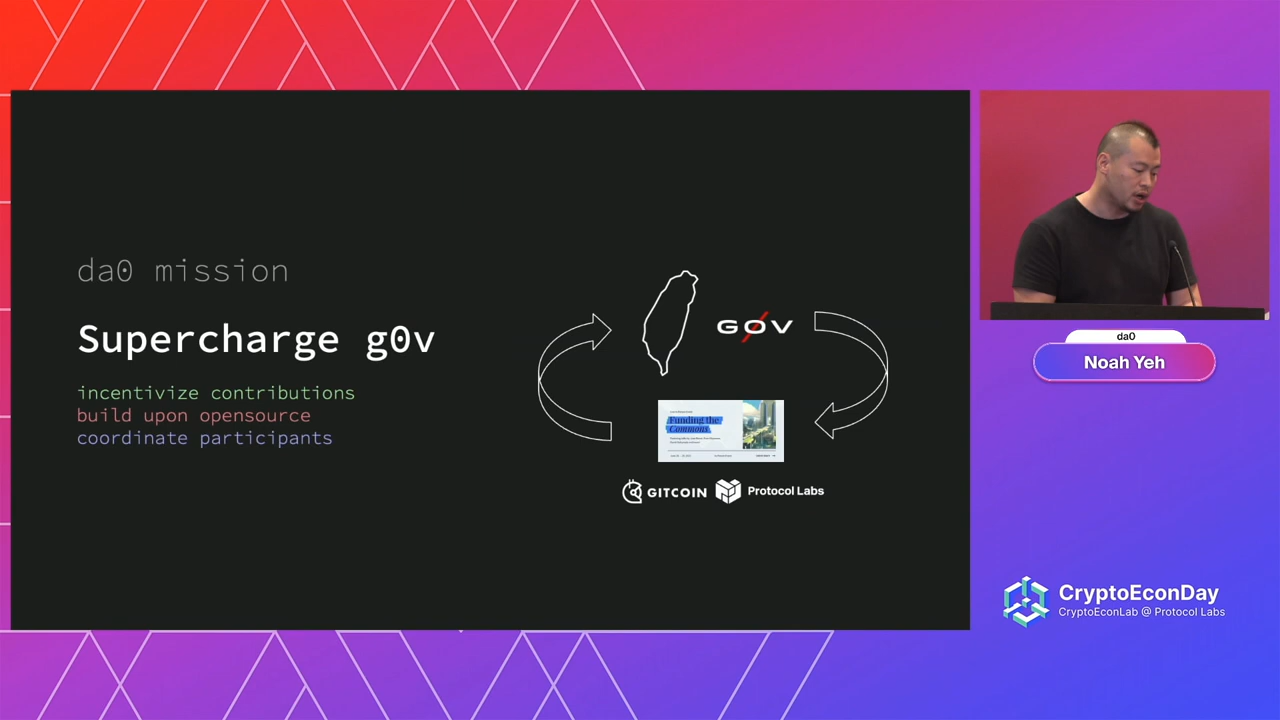 da0 mission
Supercharge g0v
incentivize contributions
build upon opensource
coordinate participants
G0V
Funding the
Commons
GITCOIN
Protocol Labs
da0
Noah Yeh
CryptoEconDay
CryptoEconLab @ Protocol Labs